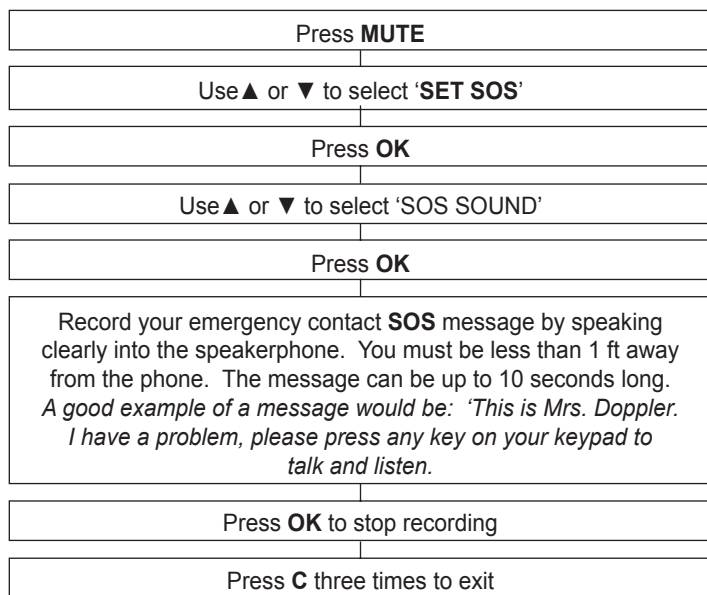 Press MUTE
Use▲ or ▼ to select ‘SET SOS’
Press OK
Use▲ or ▼ to select ‘SOS SOUND’
Press OK
Record your emergency contact SOS message by speaking
clearly into the speakerphone.  You must be less than 1 ft away
from the phone.  The message can be up to 10 seconds long.
A good example of a message would be:  ‘This is Mrs. Doppler.
I have a problem, please press any key on your keypad to
talk and listen.
Press OK to stop recording
Press C three times to exit